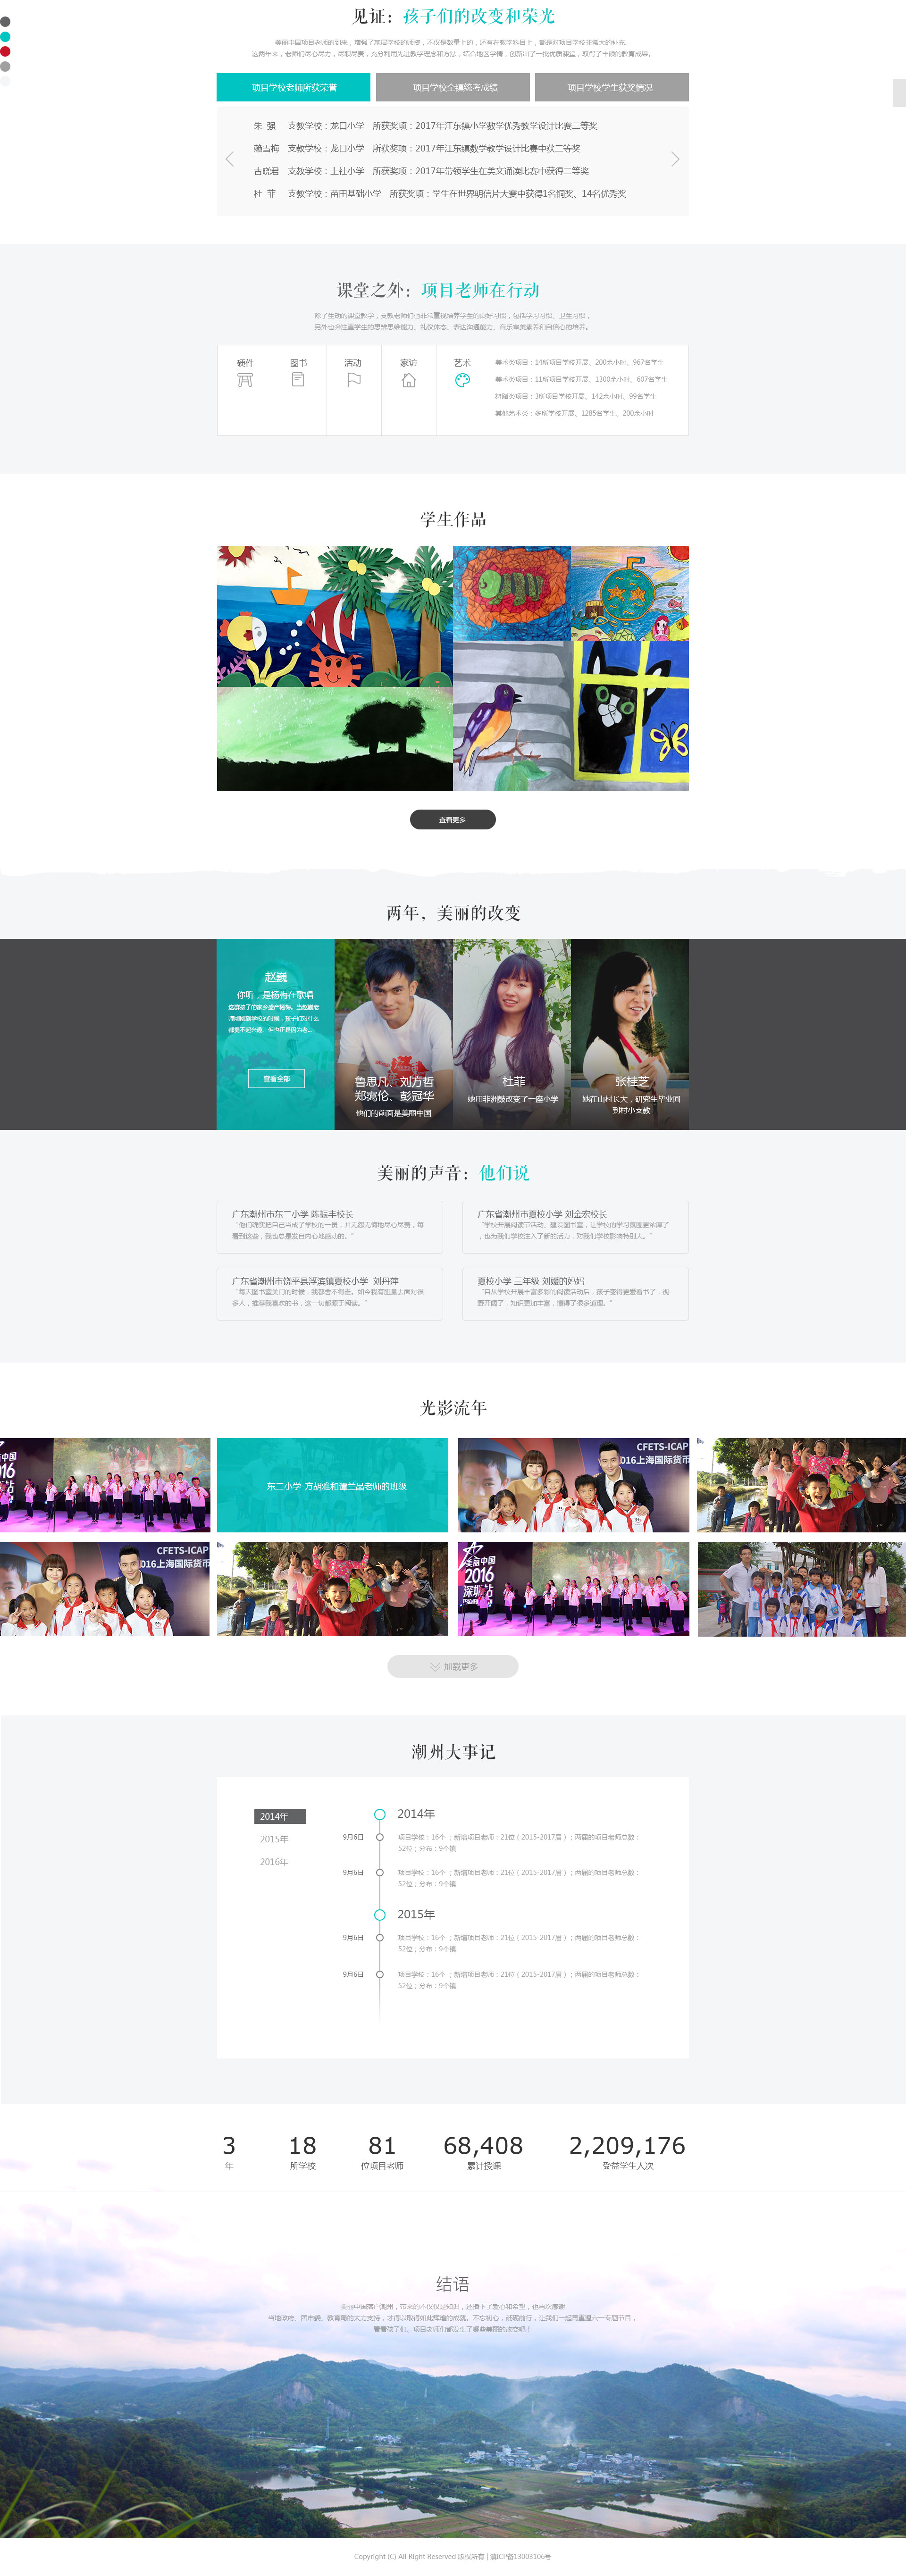 见证：孩子们的改变和荣光
美丽中国项目老师的到来，增强了基层学校的师资，不仅是数量上的，还有在教学科目上，都是对项目学校非常大的补充。
这两年来，老师们尽心尽力，尽职尽责，充分利用先进教学理念和方法，结合地区学情，创新出了一批优质课堂，取得了丰硕的教育成果。
项目学校老师所获荣誉
项目学校全镇统考成绩
项目学校学生获奖情况
朱 强 支教学校：龙口小学 所获奖项：2017年江东镇小学数学优秀教学设计比赛二等奖
赖雪梅 支教学校：龙口小学 所获奖项：2017年江东镇数学教学设计比赛中获二等奖
古晓君 支教学校：上社小学 所获奖项：2017年带领学生在美文诵读比赛中获得二等奖
杜 菲 支教学校：苗田基础小学 所获奖项：学生在世界明信片大赛中获得1名铜奖、14名优秀奖
课堂之外：项目老师在行动
除了生动的课堂教学，支教老师们也非常重视培养学生的良好习惯，包括学习习惯、卫生习惯，
另外也会注重学生的思辨思维能力、礼仪体态、表达沟通能力、音乐审美素养和自信心的培养。
硬件
图书
活动
家访
艺术
美术类项目：14所项目学校开展，200余小时，967名学生
美术类项目：11所项目学校开展，1300余小时，607名学生
舞蹈类项目：3所项目学校开展，142余小时，99名学生
其他艺术类：多所学校开展，1285名学生，200余小时
学生作品
查看更多
两年，美丽的改变
赵巍
你听，是杨梅在歌唱
这群孩子的家乡盛产杨梅。当赵巍老
师刚刚到学校的时候，孩子们对什么
都提不起兴趣。但也正是因为老...
查看全部
鲁思凡、刘方哲
郑霭伦、彭冠华
他们的前面是美丽中国
杜菲
她用非洲鼓改变了一座小学
张桂芝
她在山村长大，研究生毕业回
到村小支教
美丽的声音：他们说
广东潮州市东二小学 陈振丰校长
“他们确实把自己当成了学校的一员，并无怨无悔地尽心尽责，每
看到这些，我也总是发自内心地感动的。”
广东省潮州市夏校小学 刘金宏校长
“学校开展阅读节活动、建设图书室，让学校的学习氛围更浓厚了
，也为我们学校注入了新的活力，对我们学校影响特别大。”
广东省潮州市饶平县浮滨镇夏校小学 刘丹萍
“每天图书室关门的时候，我都舍不得走。如今我有胆量去面对很
多人，推荐我喜欢的书，这一切都源于阅读。”
夏校小学 三年级 刘媛的妈妈
“自从学校开展丰富多彩的阅读活动后，孩子变得更爱看书了，视
野开阔了，知识更加丰富，懂得了很多道理。”
光影流年
中国
016
站
东二小学-方胡萱和谭兰晶老师的班级
CFETS-ICAP
016上海国际货币
CFETS-ICAP
016上海国际货币
美丽中国
2016
深圳站
加载更多
潮州大事记
2014年
2015年
2016年
2014年
9月6日 项目学校：16个 ；新增项目老师：21位（2015-2017届）；两届的项目老师总数：
52位；分布：9个镇
9月6日 项目学校：16个 ；新增项目老师：21位（2015-2017届）；两届的项目老师总数：
52位；分布：9个镇
2015年
9月6日 项目学校：16个 ；新增项目老师：21位（2015-2017届）；两届的项目老师总数：
52位；分布：9个镇
9月6日 项目学校：16个 ；新增项目老师：21位（2015-2017届）；两届的项目老师总数：
52位；分布：9个镇
3 18 81 68,408 2,209,176
年 所学校 位项目老师 累计授课 受益学生人次
结语
美丽中国落户潮州，带来的不仅仅是知识，还播下了爱心和希望，也再次感谢
当地政府、团市委、教育局的大力支持，才得以取得如此辉煌的成就。不忘初心，砥砺前行，让我们一起再重温六一专题节目，
看看孩子们、项目老师们都发生了哪些美丽的改变吧！
Copyright (C) All Right Reserved 版权所有 | 滇ICP备13003106号